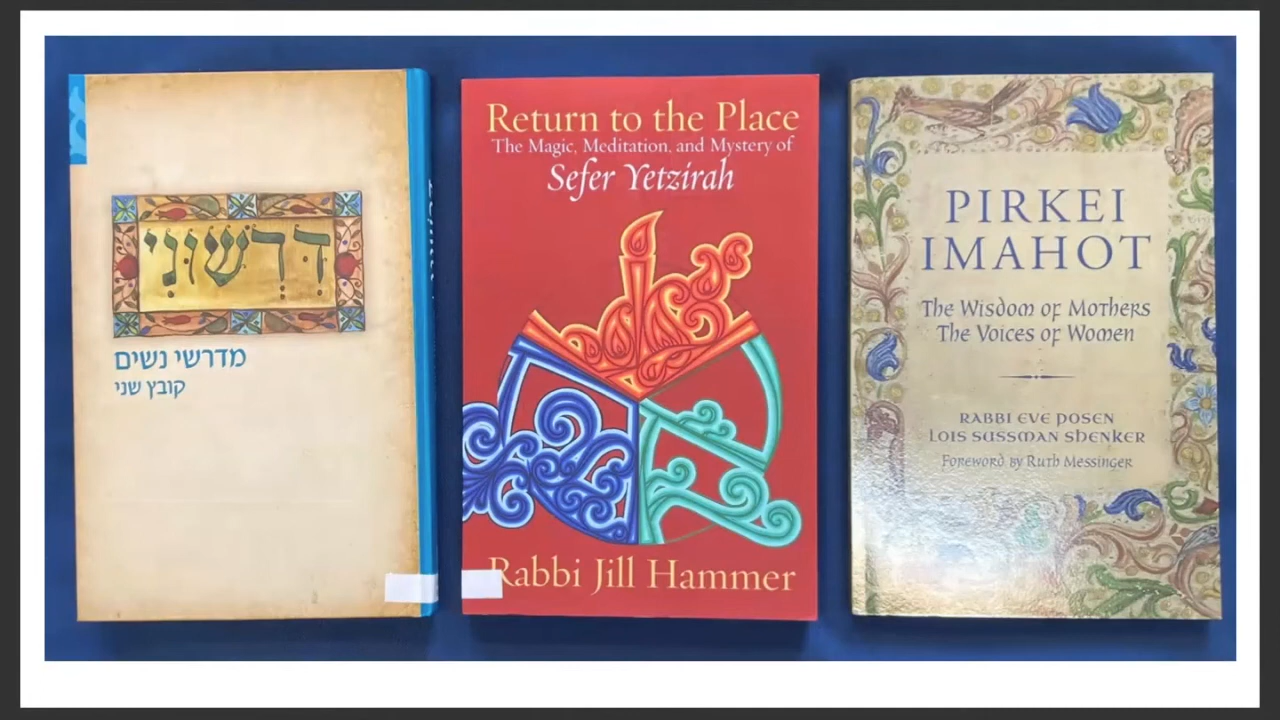 דִּרְשׁוּנִי
מדרשי נשים
קובץ שני
Return to the Place
The Magic, Meditation, and Mystery of
Sefer Yetzirah
Rabbi Jill Hammer
PIRKEI
IMAHOT
The Wisdom of Mothers
The Voices of Women
RABBI EVE POSEN
LOIS SUSSMAN SHENKER
Foreword by Ruth Messinger